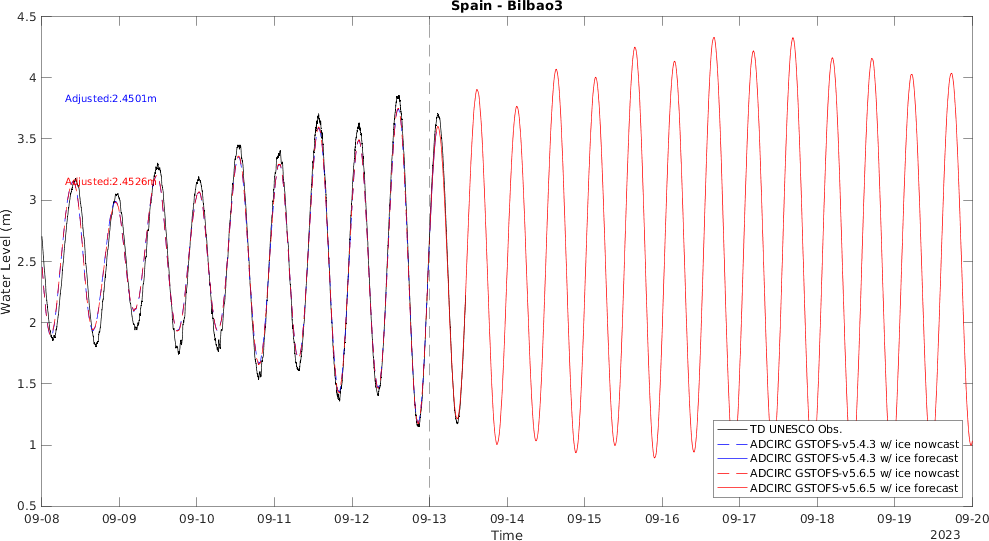 Spain - Bilbao3
4.5
4
3.5
3
2.5
2
1.5
1
0.5
Water Level (m)
Adjusted:2.4501m
Adjusted:2.4526m
TD UNESCO Obs.
ADCIRC GSTOFS-v5.4.3 w/ ice nowcast
ADCIRC GSTOFS-v5.4.3 w/ ice forecast
ADCIRC GSTOFS-v5.6.5 w/ ice nowcast
ADCIRC GSTOFS-v5.6.5 w/ ice forecast
09-08 09-09 09-10 09-11 09-12 09-13 09-14 09-15 09-16 09-17 09-18 09-19 09-20
Time
2023